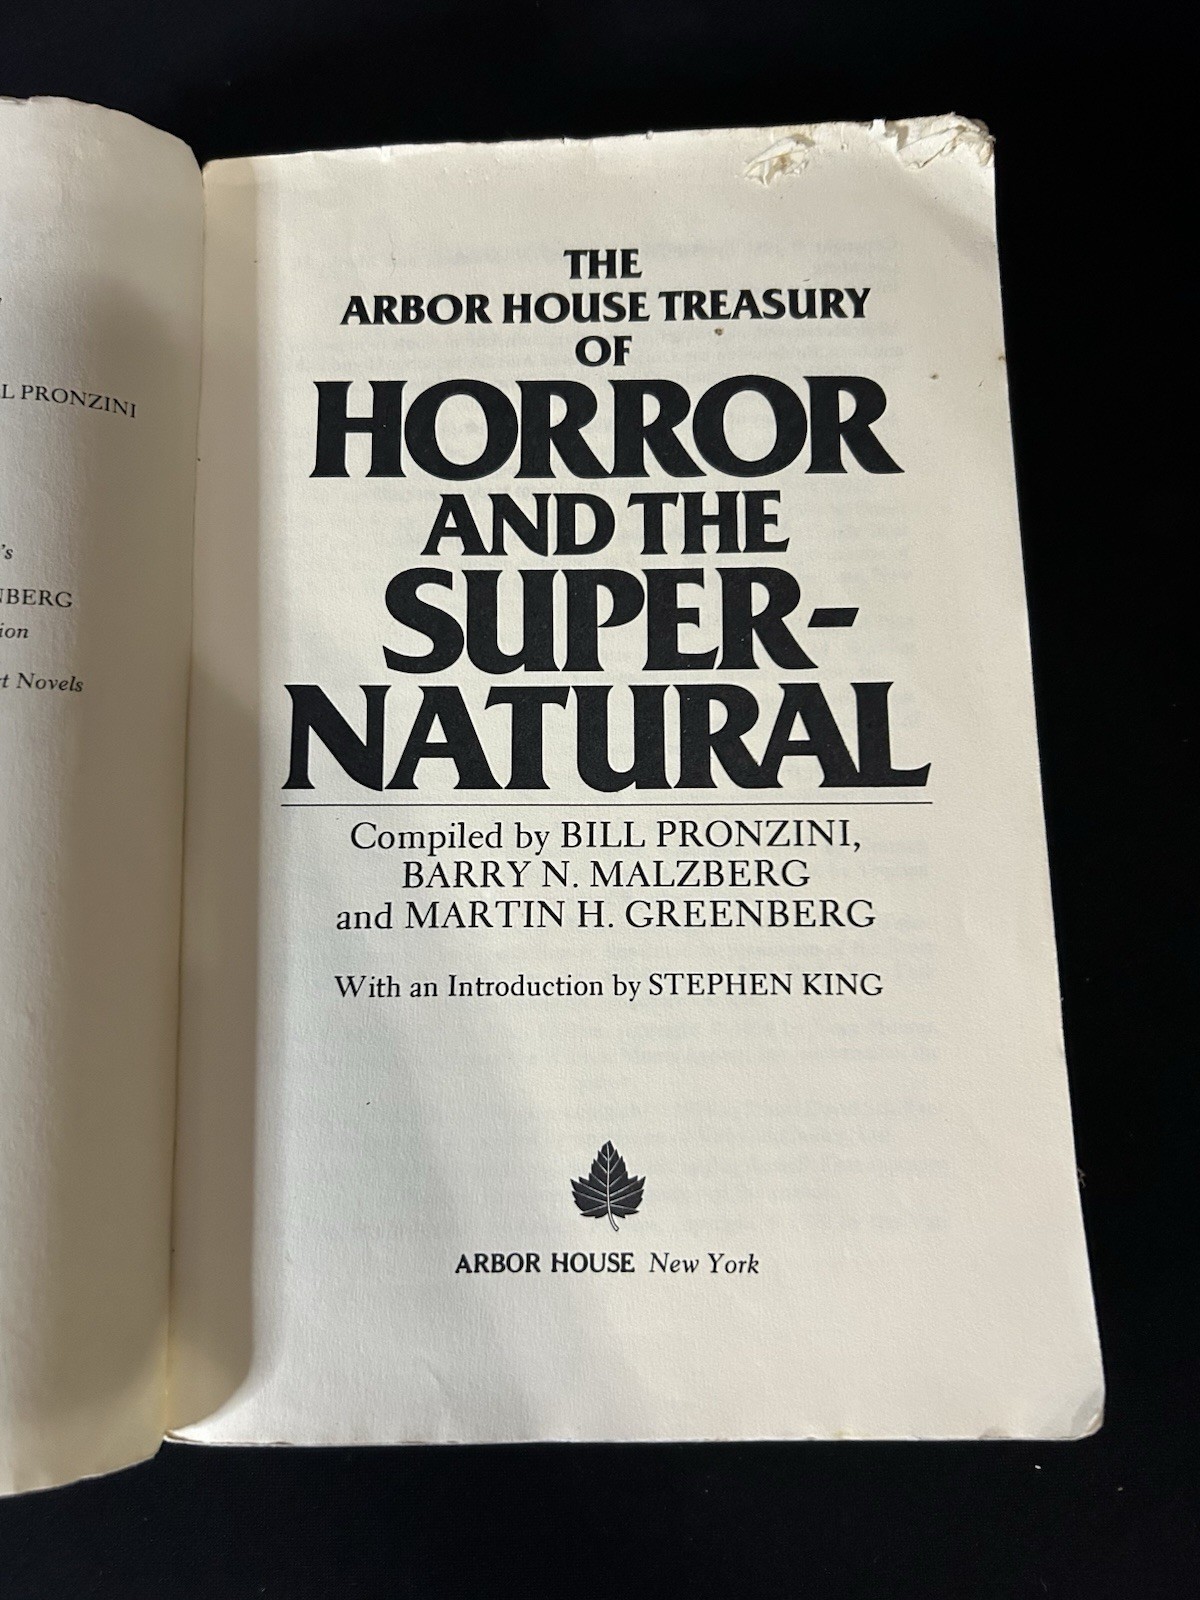 L PRONZINI
's
NBERG
ion
t Novels
THE
ARBOR HOUSE TREASURY
OF
HORROR
AND THE
SUPER-
NATURAL
Compiled by BILL PRONZINI,
BARRY N. MALZBERG
and MARTIN H. GREENBERG
With an Introduction by STEPHEN KING
ARBOR HOUSE New York